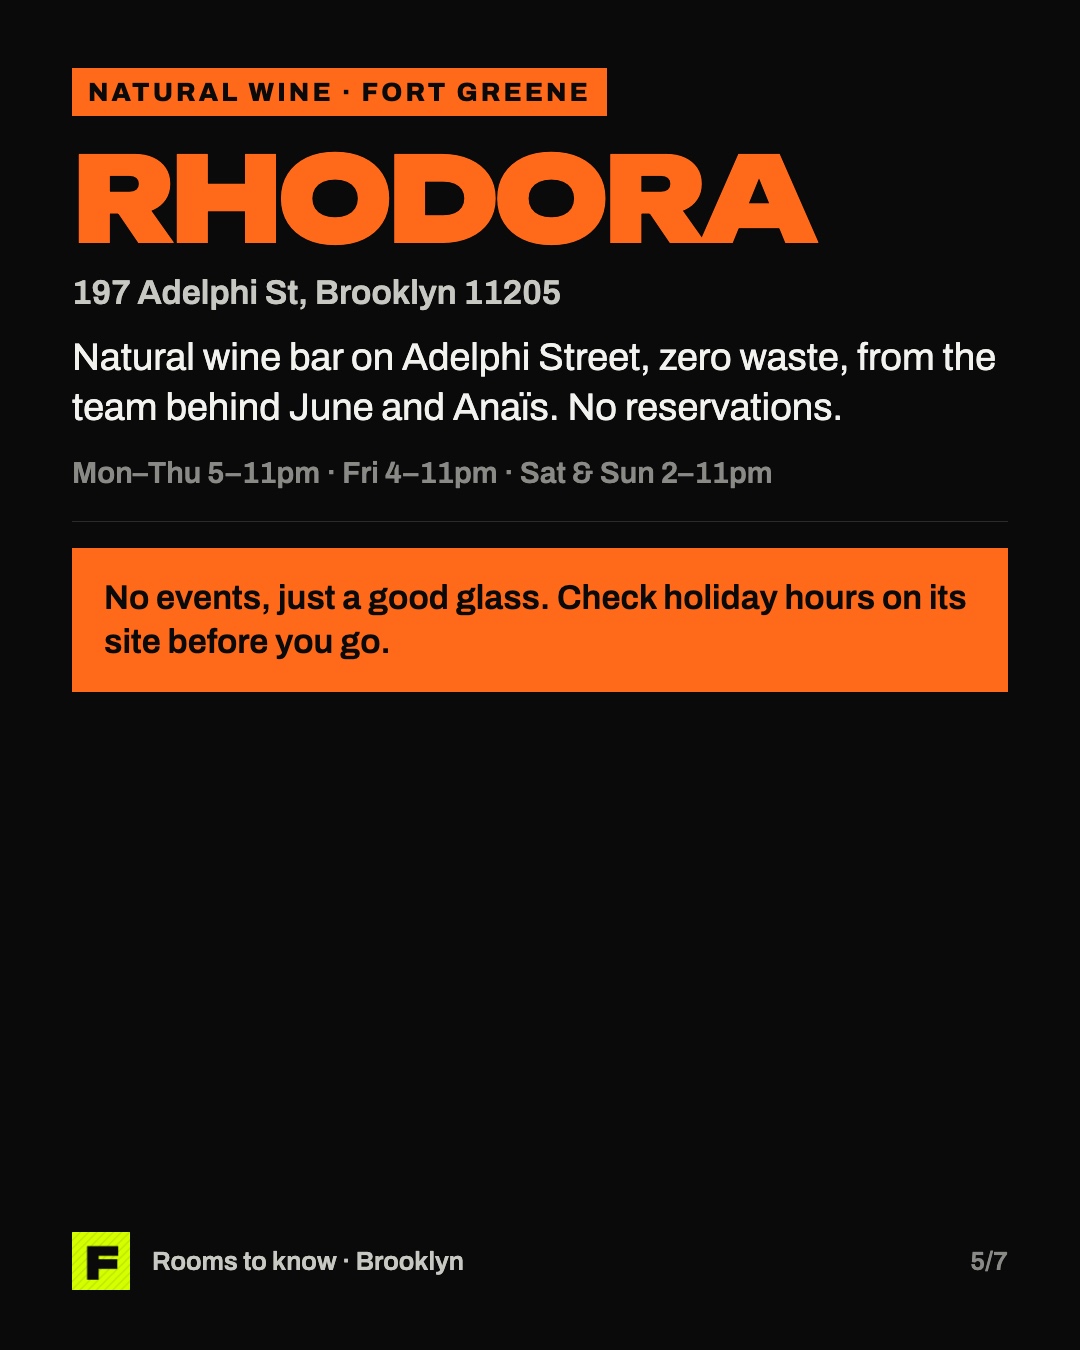 NATURAL WINE · FORT GREENE
RHODORA
197 Adelphi St, Brooklyn 11205
Natural wine bar on Adelphi Street, zero waste, from the
team behind June and Anaïs. No reservations.
Mon–Thu 5–11pm · Fri 4–11pm · Sat & Sun 2–11pm
No events, just a good glass. Check holiday hours on its
site before you go.
F
Rooms to know · Brooklyn
5/7